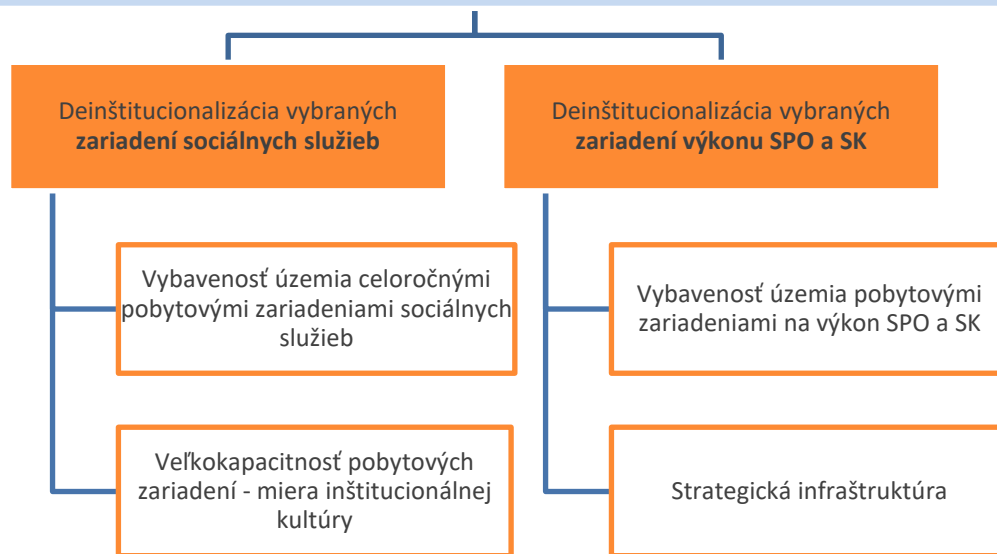 Deinštitucionalizácia vybraných
zariadení sociálnych služieb
Deinštitucionalizácia vybraných
zariadení výkonu SPO a SK
Vybavenosť územia celoročnými
pobytovými zariadeniami sociálnych
služieb
Vybavenosť územia pobytovými
zariadeniami na výkon SPO a SK
Veľkokapacitnosť pobytových
zariadení - miera inštitucionálnej
kultúry
Strategická infraštruktúra